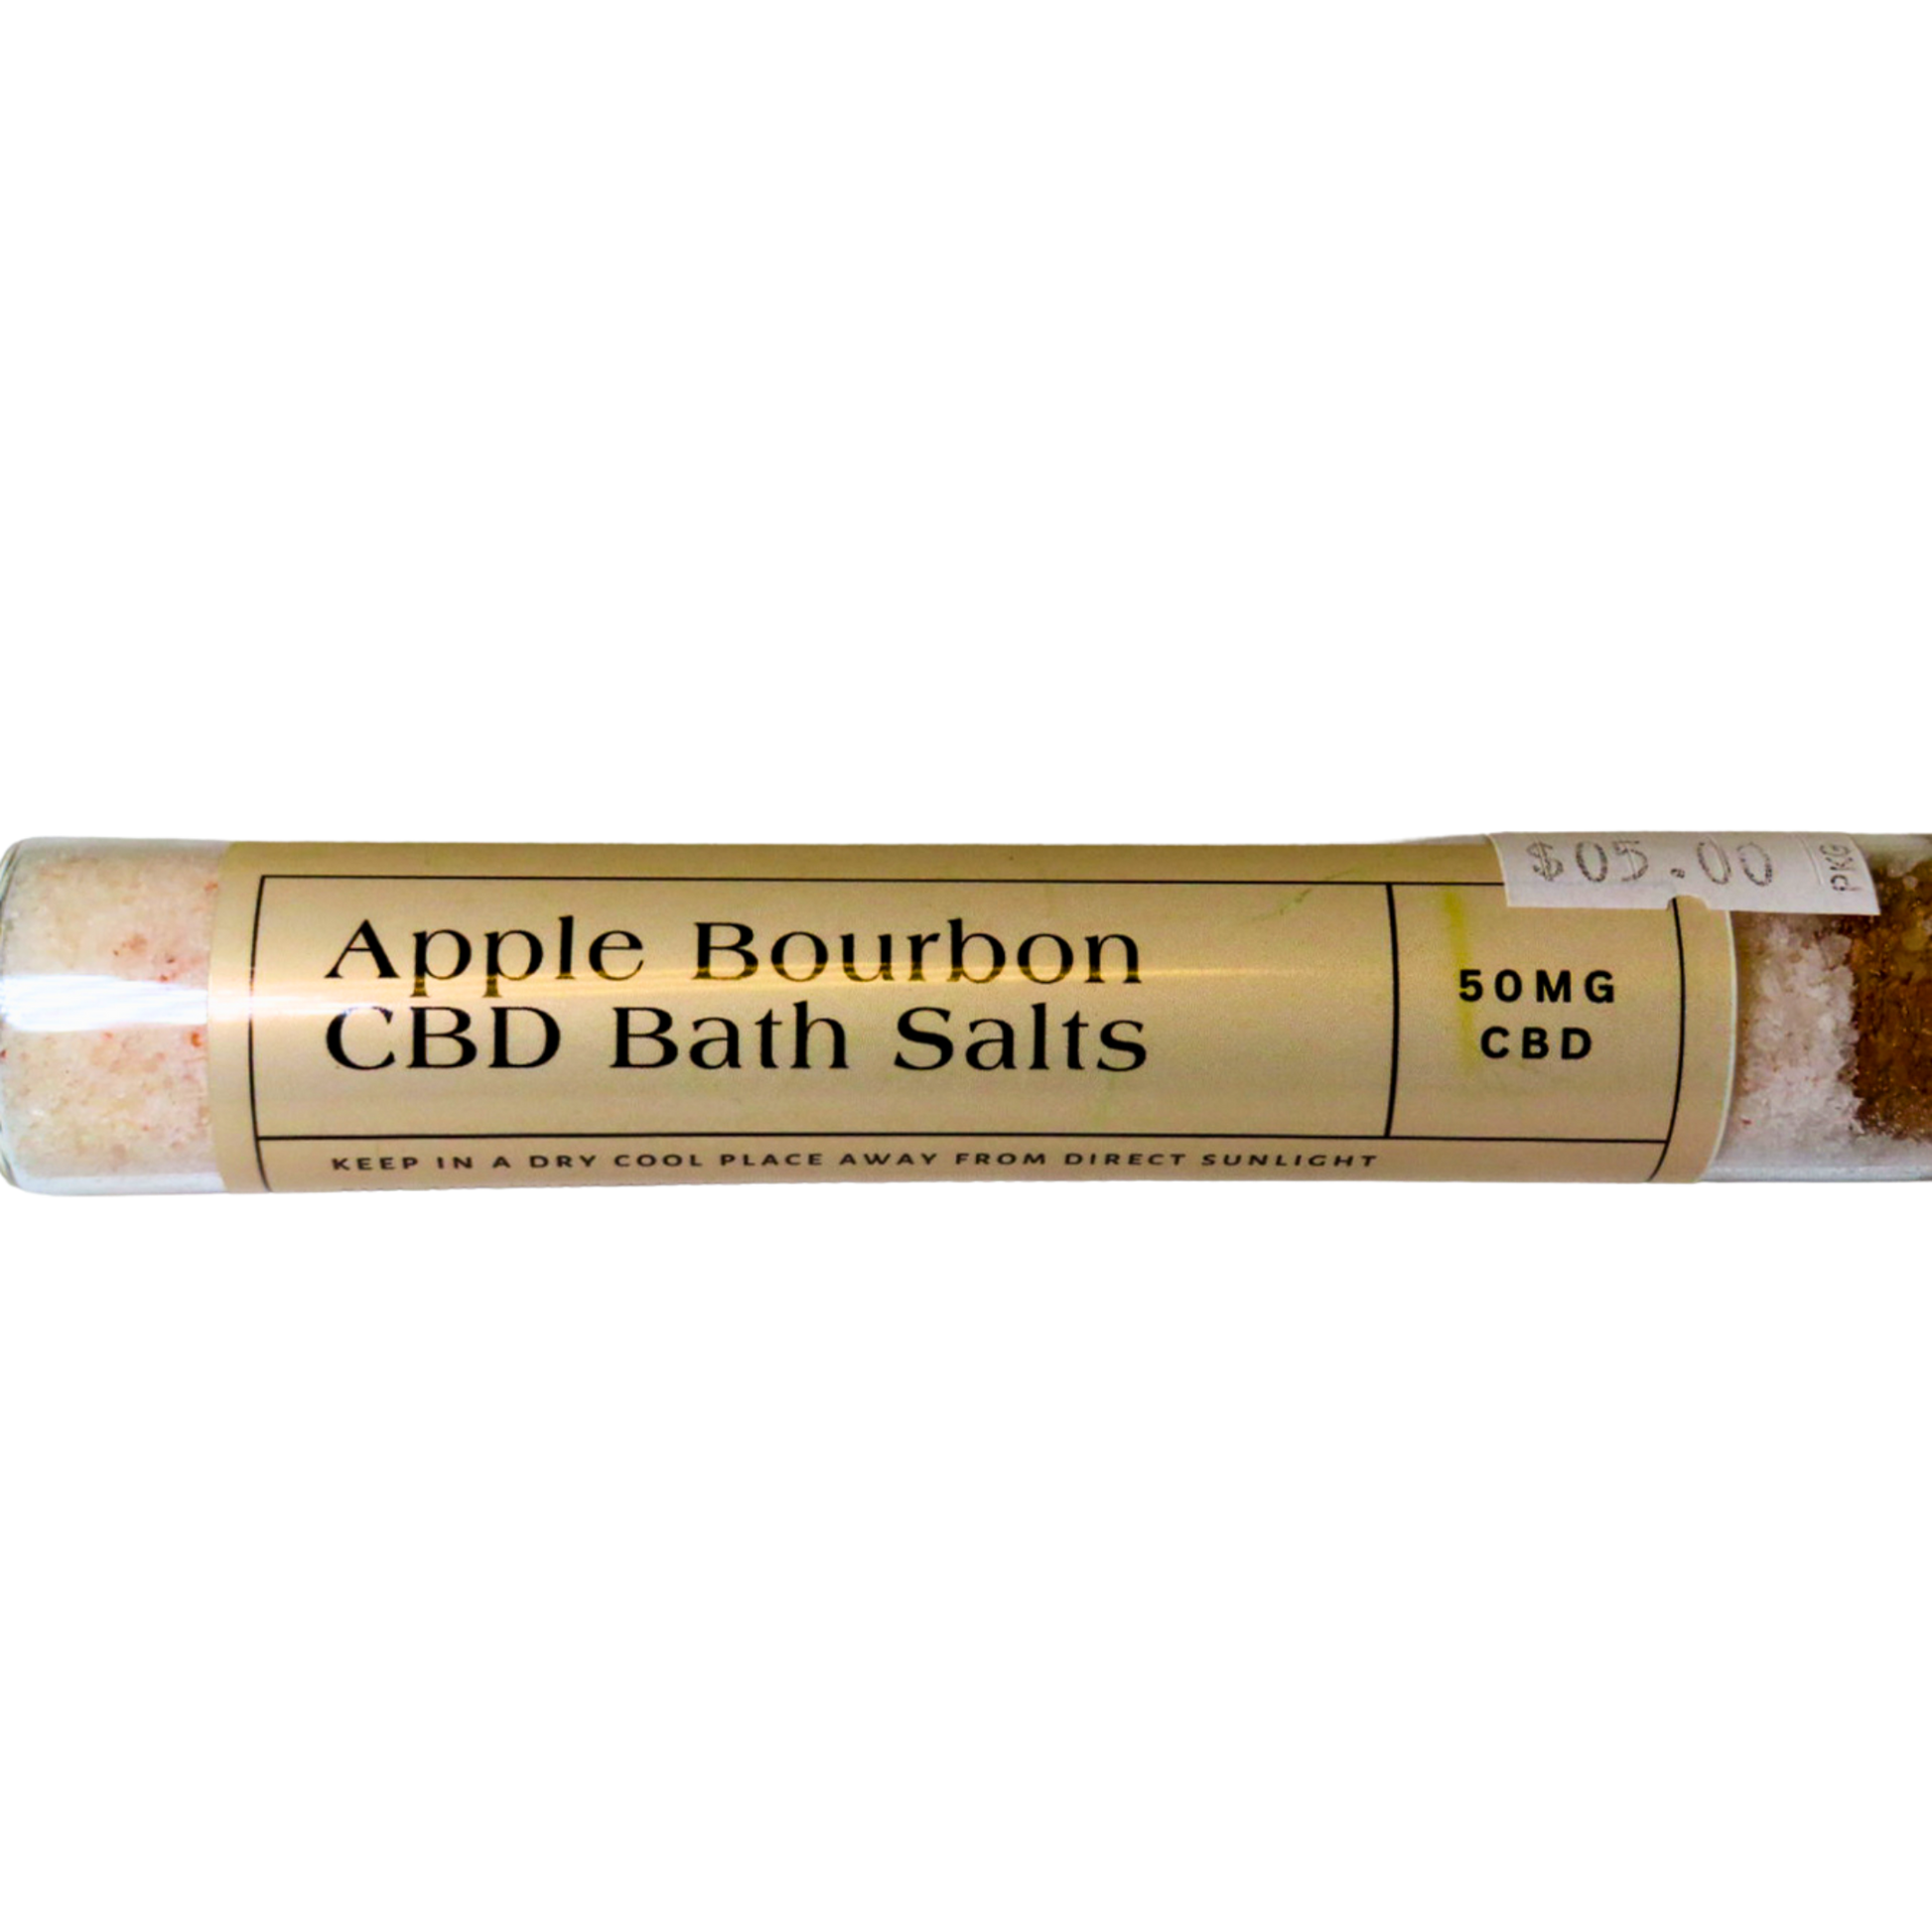 $05.00 PKG
Apple Bourbon
CBD Bath Salts
50MG
CBD
KEEP IN A DRY COOL PLACE AWAY FROM DIRECT SUNLIGHT